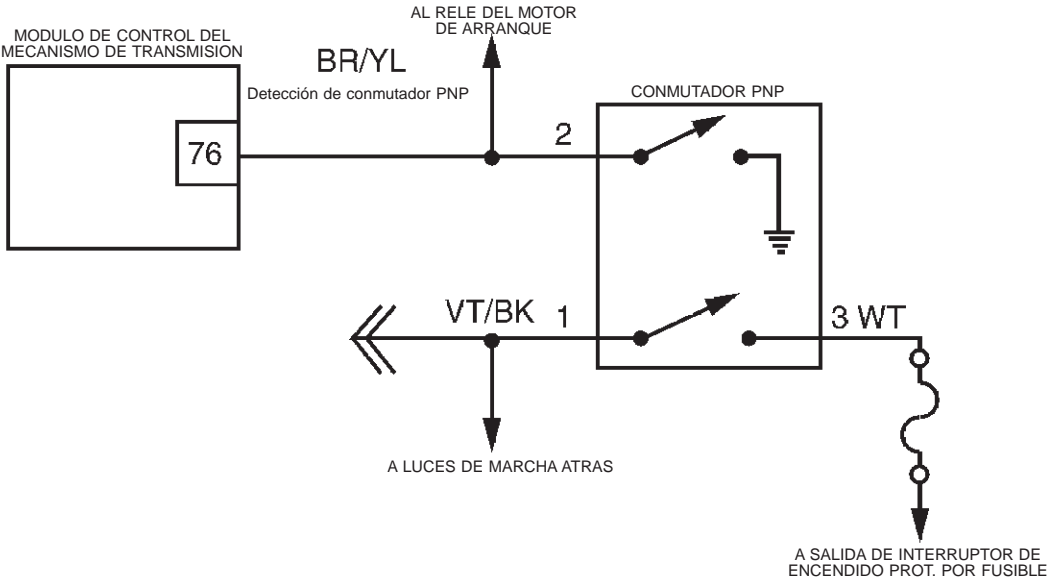 AL RELE DEL MOTOR
DE ARRANQUE
MODULO DE CONTROL DEL
MECANISMO DE TRANSMISION
BR/YL
Detección de conmutador PNP
CONMUTADOR PNP
76
2
VT/BK
1
3 WT
A LUCES DE MARCHA ATRAS
A SALIDA DE INTERRUPTOR DE
ENCENDIDO PROT. POR FUSIBLE